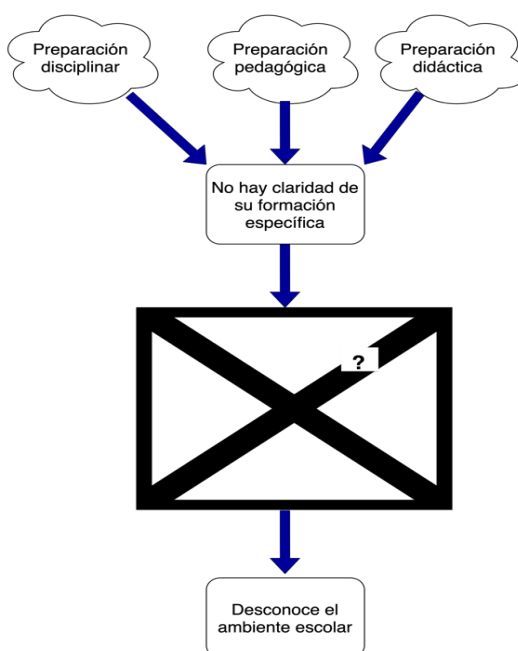 Preparación
disciplinar
Preparación
pedagógica
Preparación
didáctica
No hay claridad de
su formación
específica
?
Desconoce el
ambiente escolar